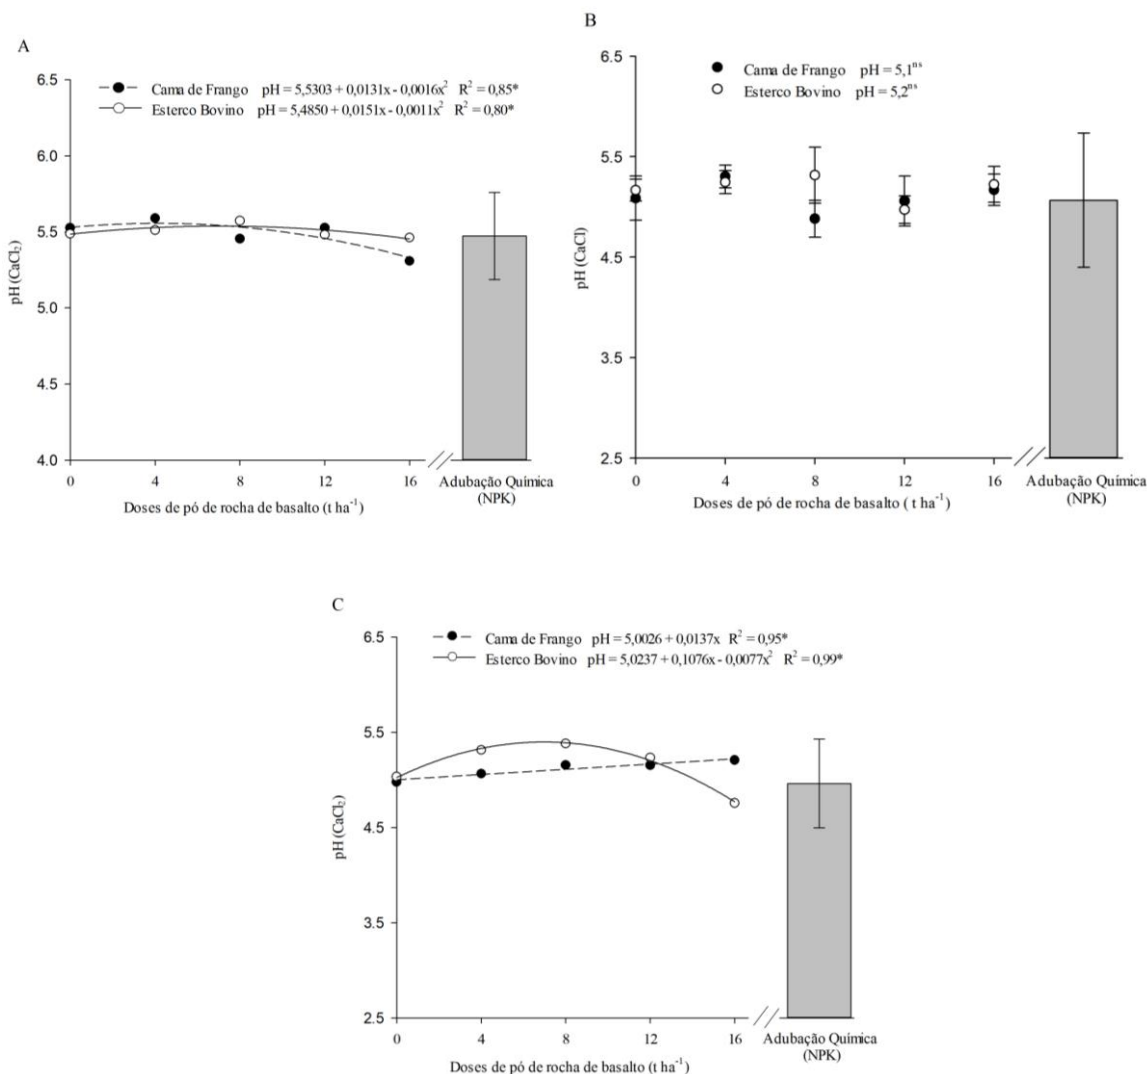 A
6.5
6.0
5.5
5.0
4.5
4.0
pH (CaCl₂)
Cama de Frango pH = 5,5303 + 0,0131x - 0,0016x² R² = 0,85*
Esterco Bovino pH = 5,4850 + 0,0151x - 0,0011x² R² = 0,80*
0 4 8 12 16
Doses de pó de rocha de basalto (t ha⁻¹)
Adubação Química
(NPK)
B
6.5
5.5
4.5
3.5
2.5
pH (CaCl)
Cama de Frango pH = 5,1ⁿˢ
Esterco Bovino pH = 5,2ⁿˢ
0 4 8 12 16
Doses de pó de rocha de basalto ( t ha⁻¹)
Adubação Química
(NPK)
C
6.5
5.5
4.5
3.5
2.5
pH (CaCl₂)
Cama de Frango pH = 5,0026 + 0,0137x R² = 0,95*
Esterco Bovino pH = 5,0237 + 0,1076x - 0,0077x² R² = 0,99*
0 4 8 12 16
Doses de pó de rocha de basalto (t ha⁻¹)
Adubação Química
(NPK)